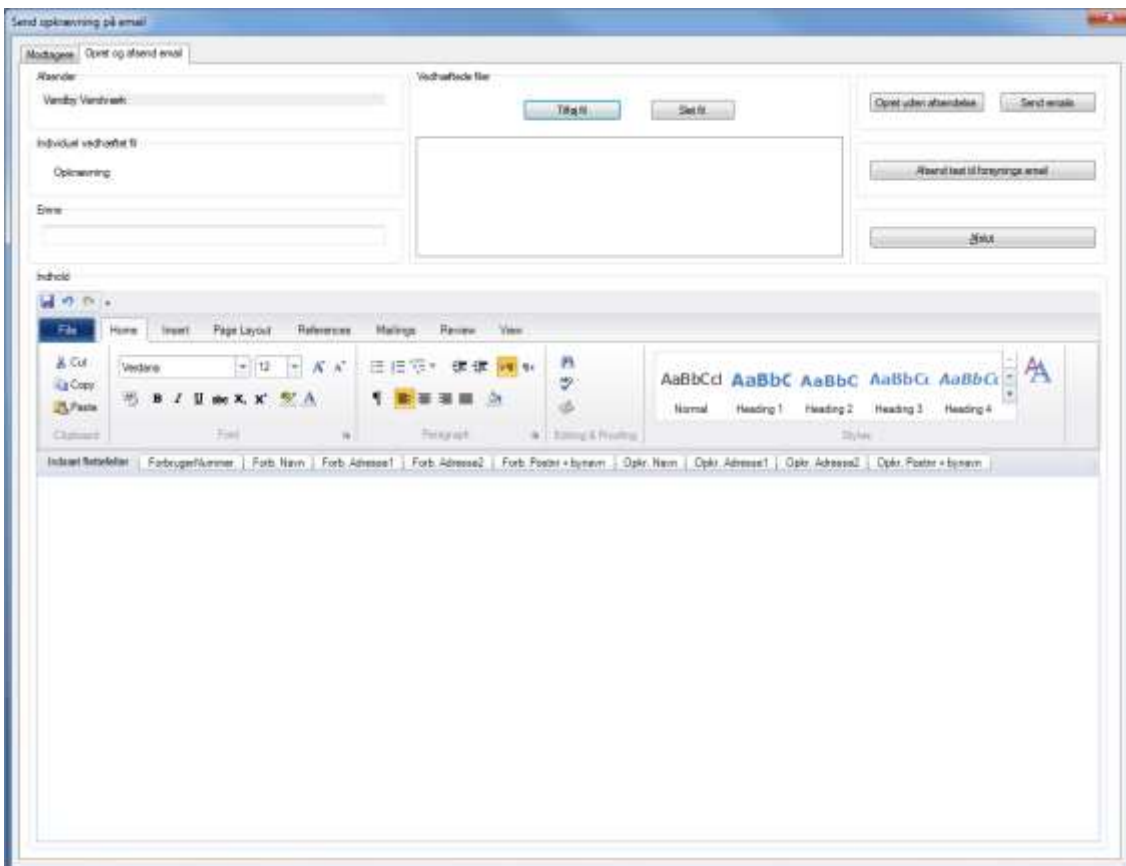 Send opkrævning på email
Modtagere Opret og afsend email
Afsender
Vandby Vandværk
Vedhæftede filer
Tilføj fil Slet fil
Opret uden afsendelse Send emails
Individuel vedhæftet fil
Opkrævning
Afsend test til forsynings email
Emne
Afslut
Indhold
File Home Insert Page Layout References Mailings Review View
Cut
Copy
Paste
Verdana 12
B I U abc X, X'
AaBbCcI AaBbC AaBbC AaBbCc AaBbCc
Normal Heading 1 Heading 2 Heading 3 Heading 4
Clipboard Font Paragraph Editing & Proofing Styles
Indsæt flettefelter ForbrugerNummer Forb. Navn Forb. Adresse1 Forb. Adresse2 Forb. Postnr + bynavn Opkr. Navn Opkr. Adresse1 Opkr. Adresse2 Opkr. Postnr + bynavn